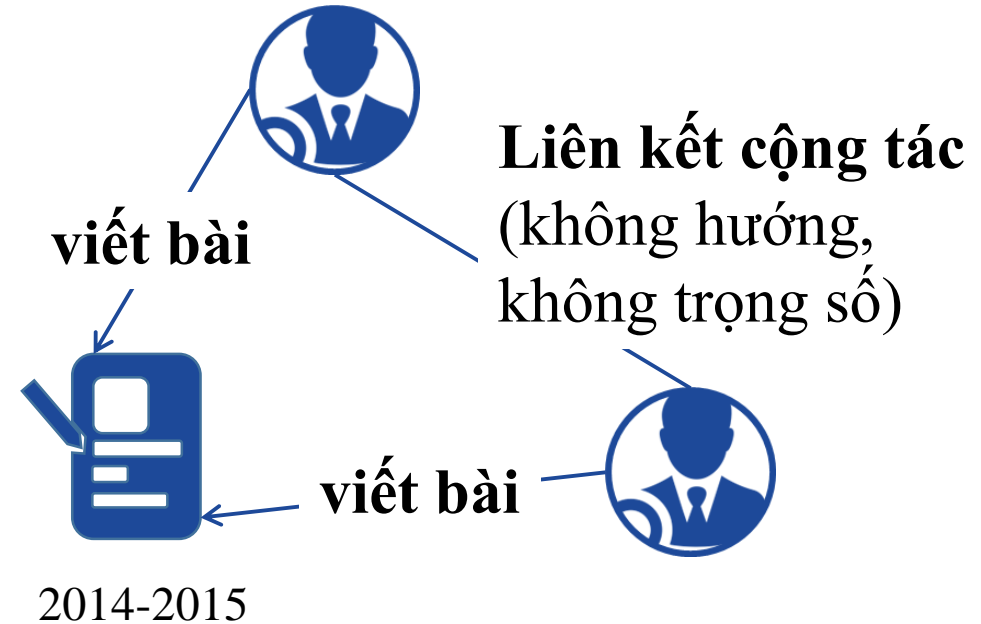 Liên kết cộng tác
(không hướng,
không trọng số)
viết bài
viết bài
2014-2015